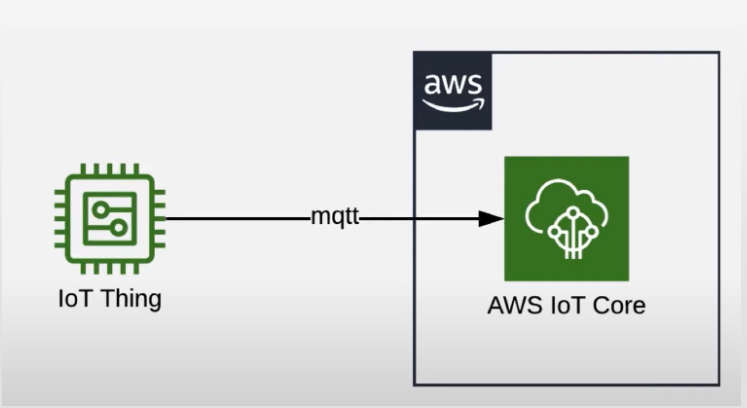 aws
mqtt
IoT Thing
AWS IoT Core